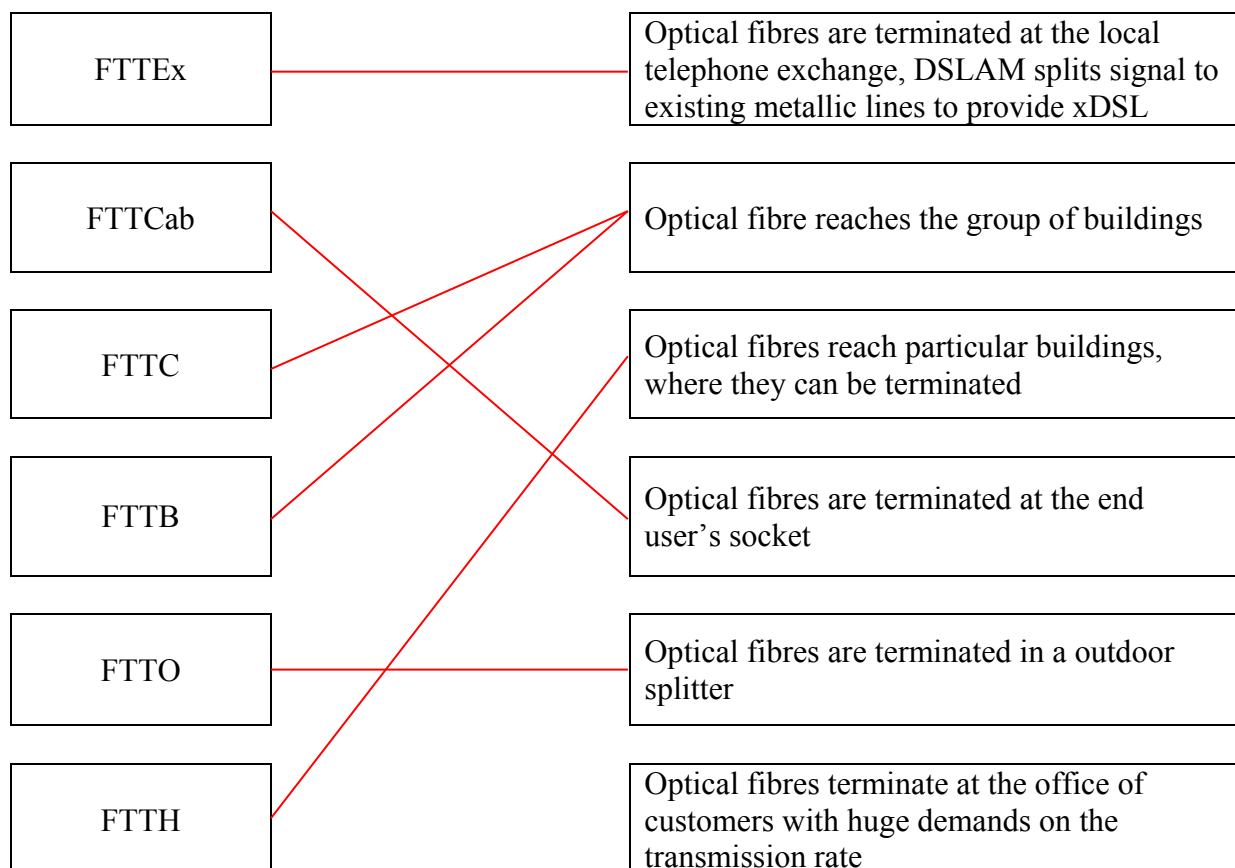 FTTEx
Optical fibres are terminated at the local
telephone exchange, DSLAM splits signal to
existing metallic lines to provide xDSL
FTTCab
Optical fibre reaches the group of buildings
FTTC
Optical fibres reach particular buildings,
where they can be terminated
FTTB
Optical fibres are terminated at the end
user’s socket
FTTO
Optical fibres are terminated in a outdoor
splitter
FTTH
Optical fibres terminate at the office of
customers with huge demands on the
transmission rate